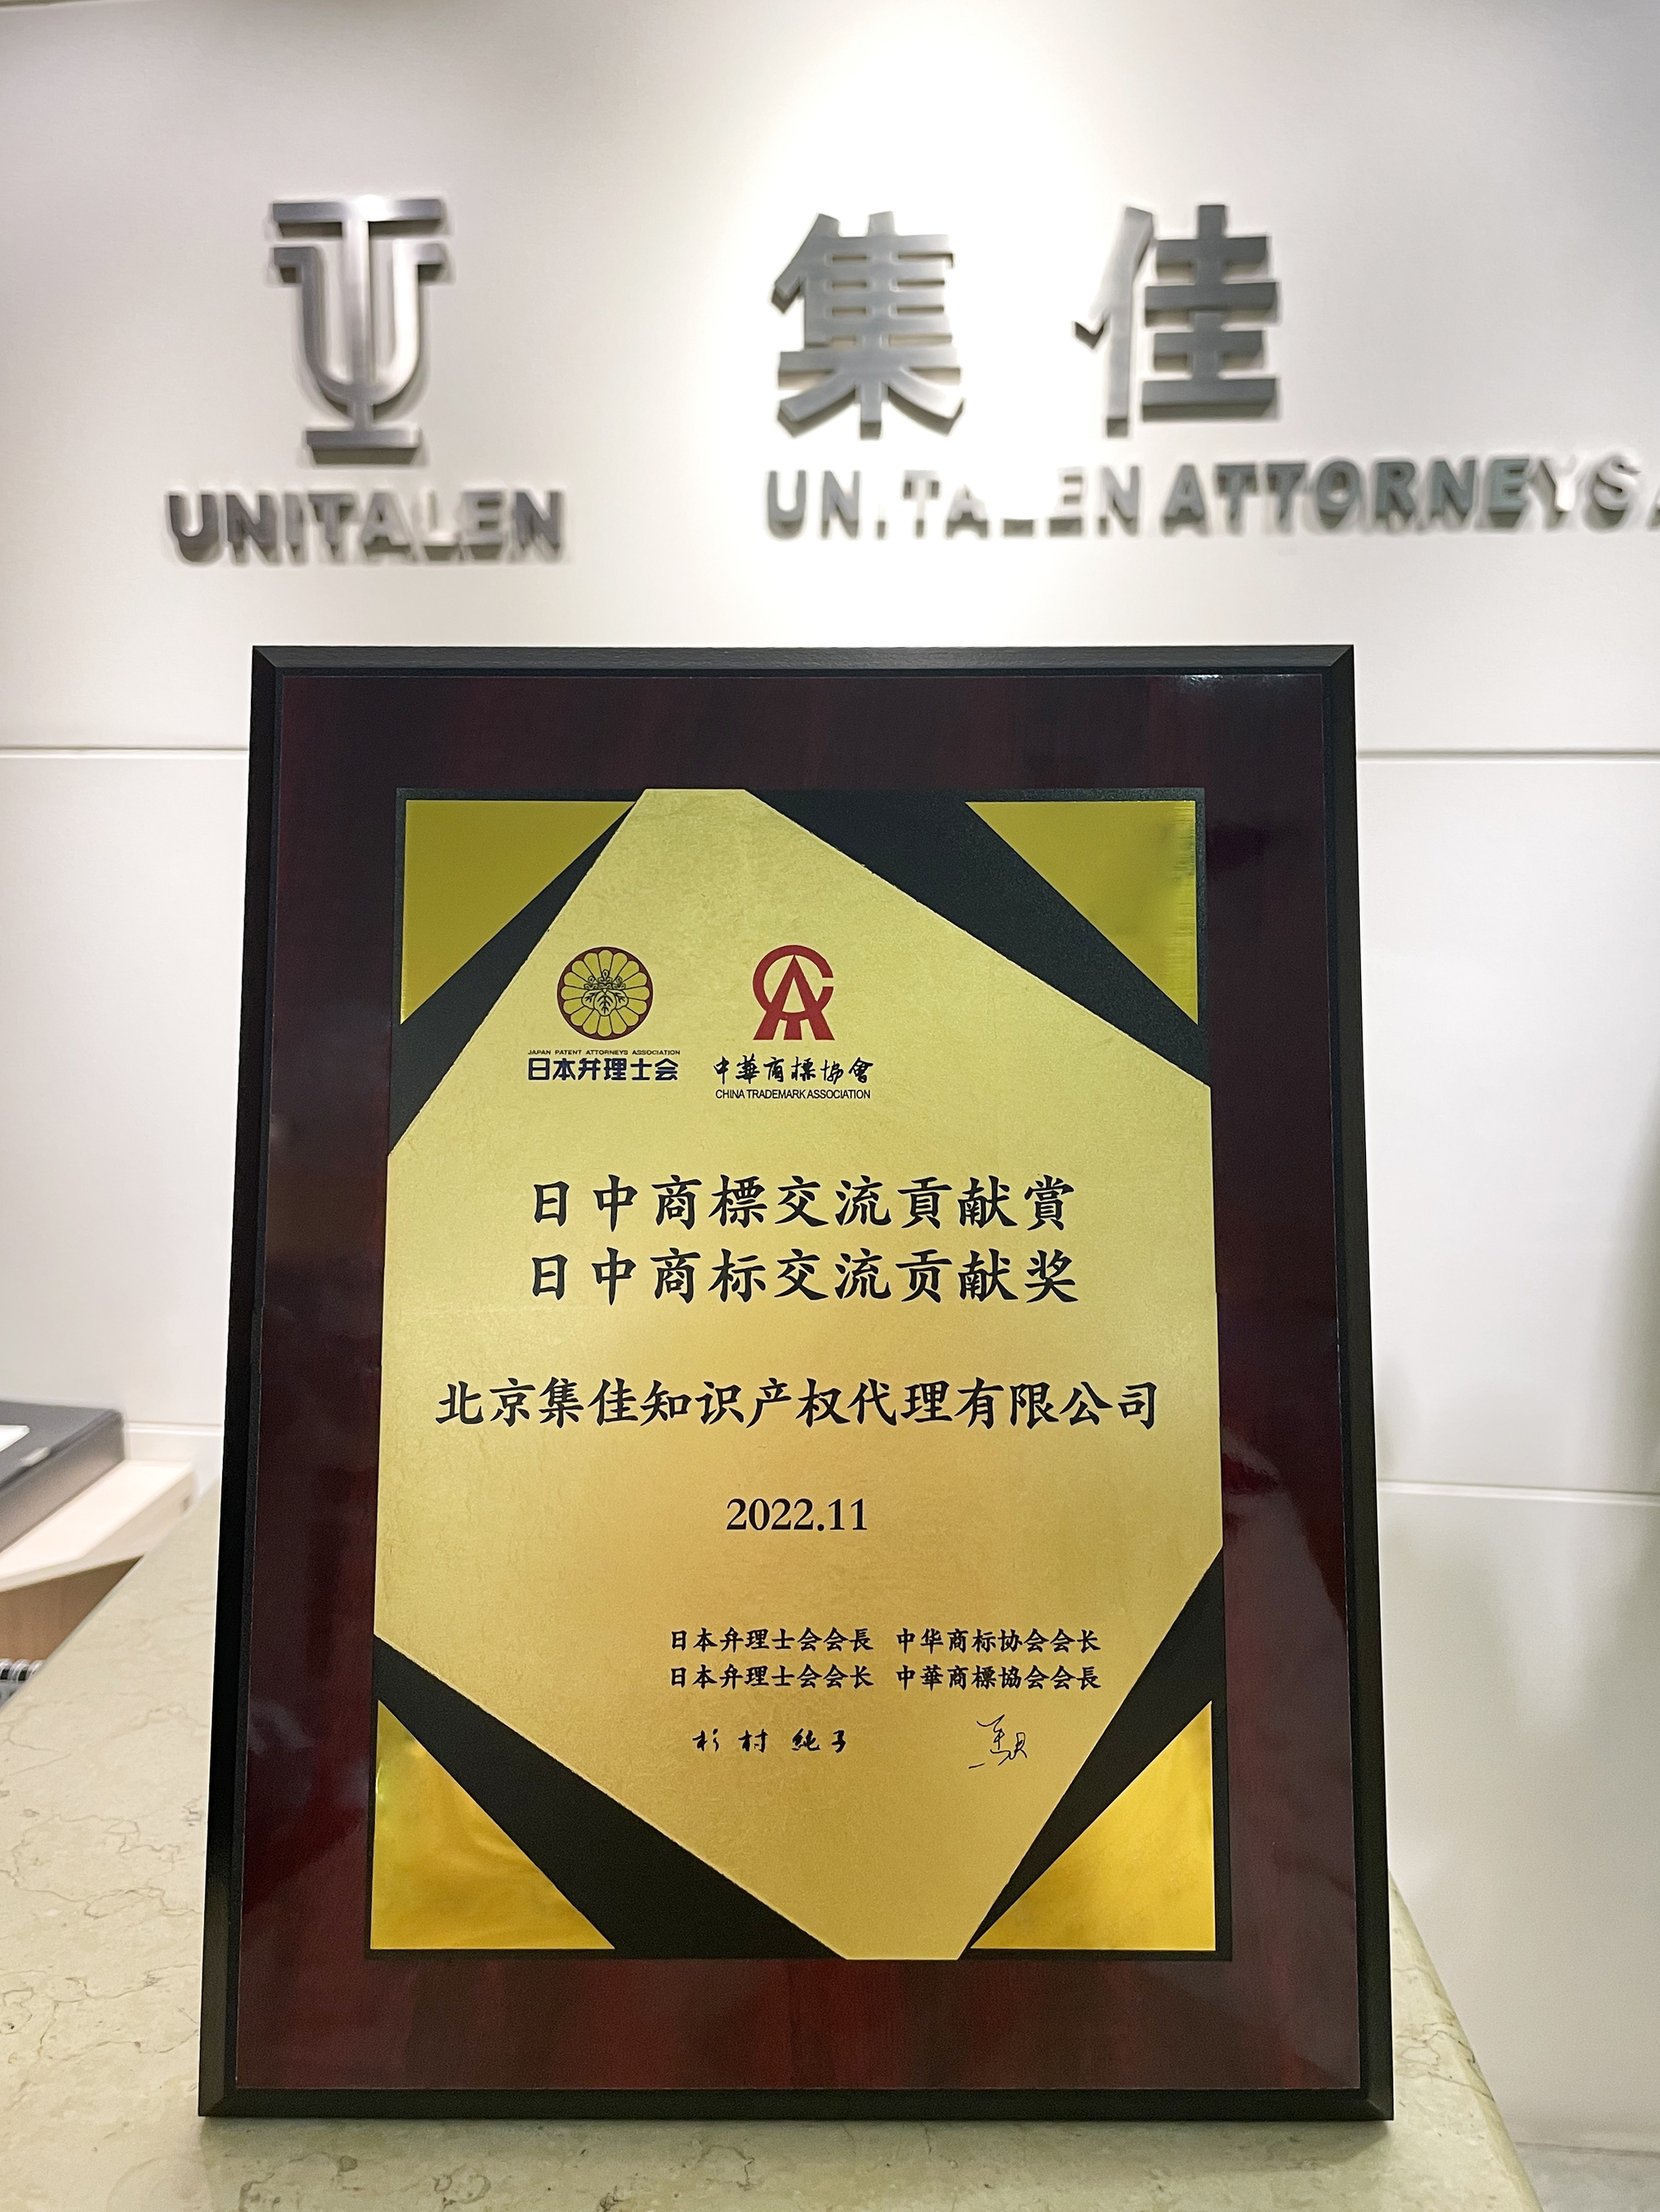 集佳
UNITALEN
UNITALEN ATTORNEYS
JAPAN PATENT ATTORNEYS ASSOCIATION
日本弁理士会
中華商標協會
CHINA TRADEMARK ASSOCIATION
日中商標交流貢献賞
日中商标交流贡献奖
北京集佳知识产权代理有限公司
2022.11
日本弁理士会会長 中华商标协会会长
日本弁理士会会长 中華商標協会会長
杉村 純子